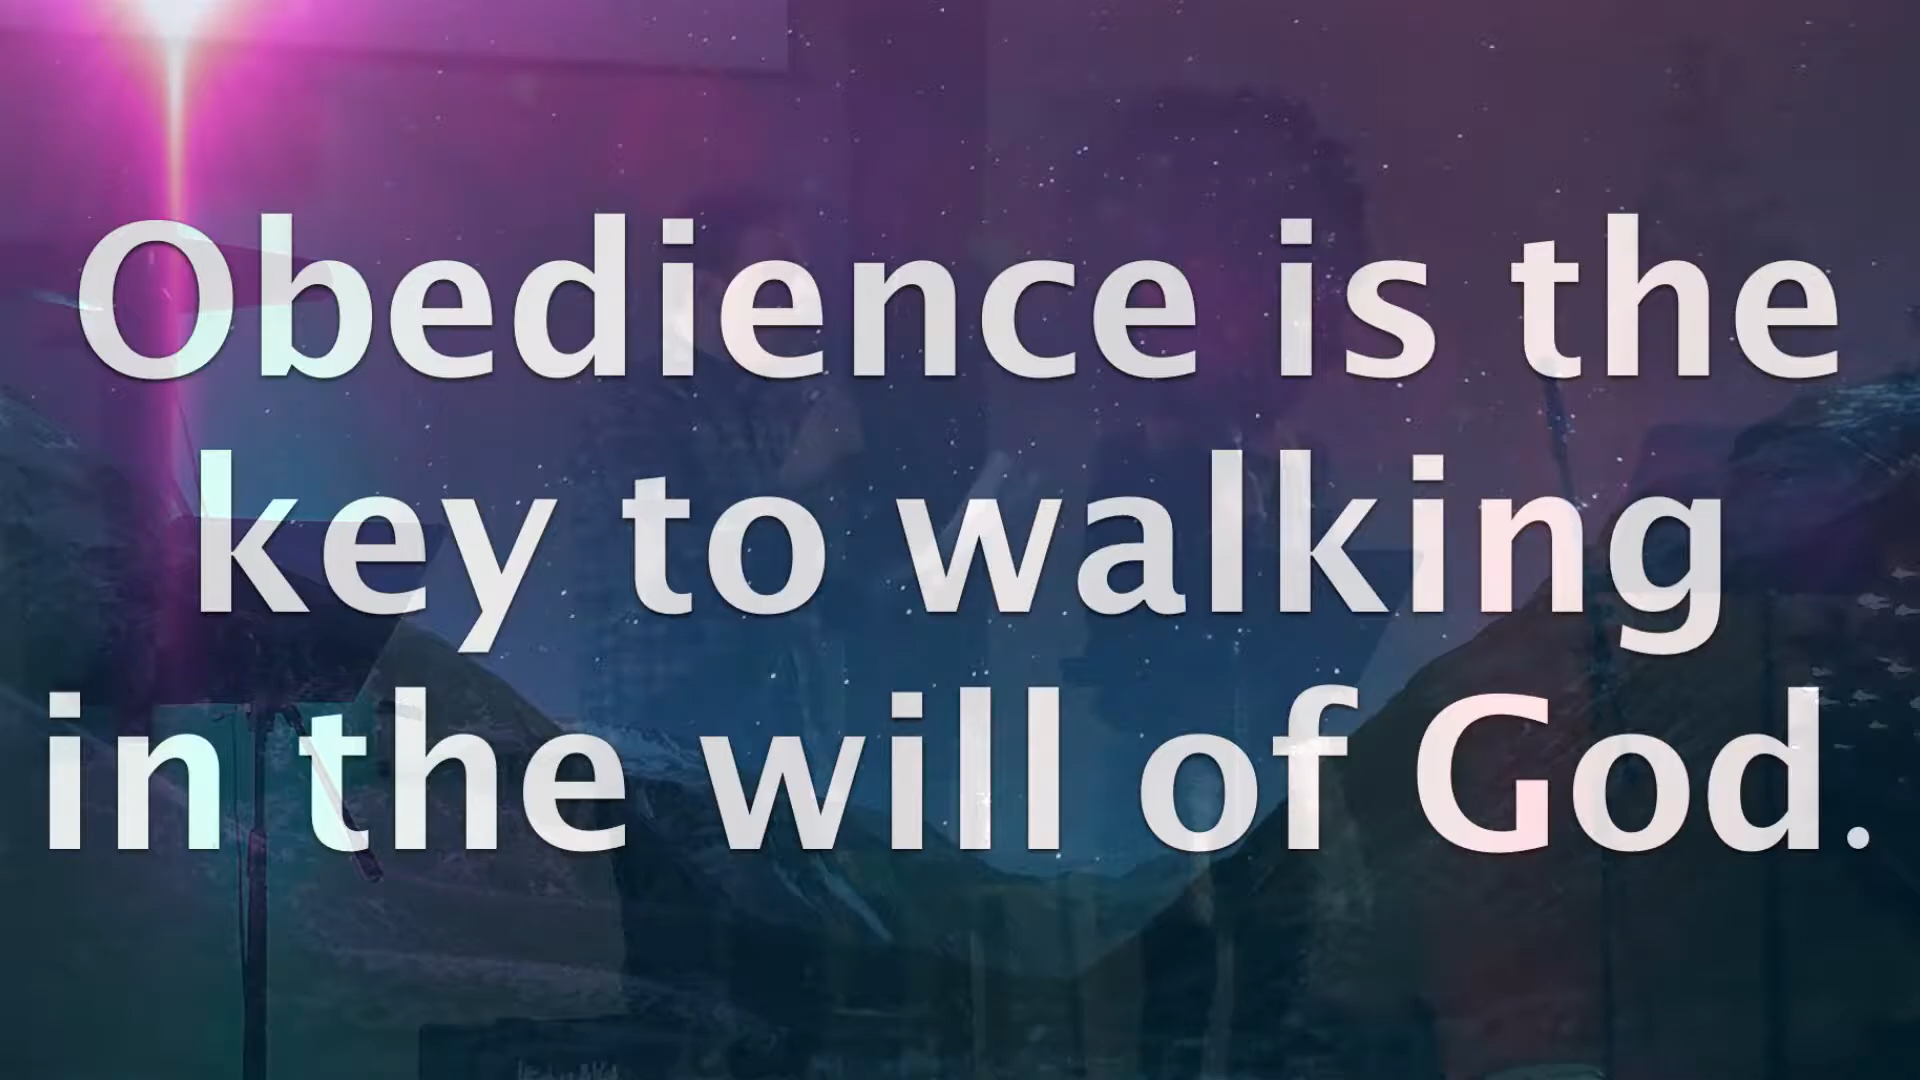 Obedience is the
key to walking
in the will of God.